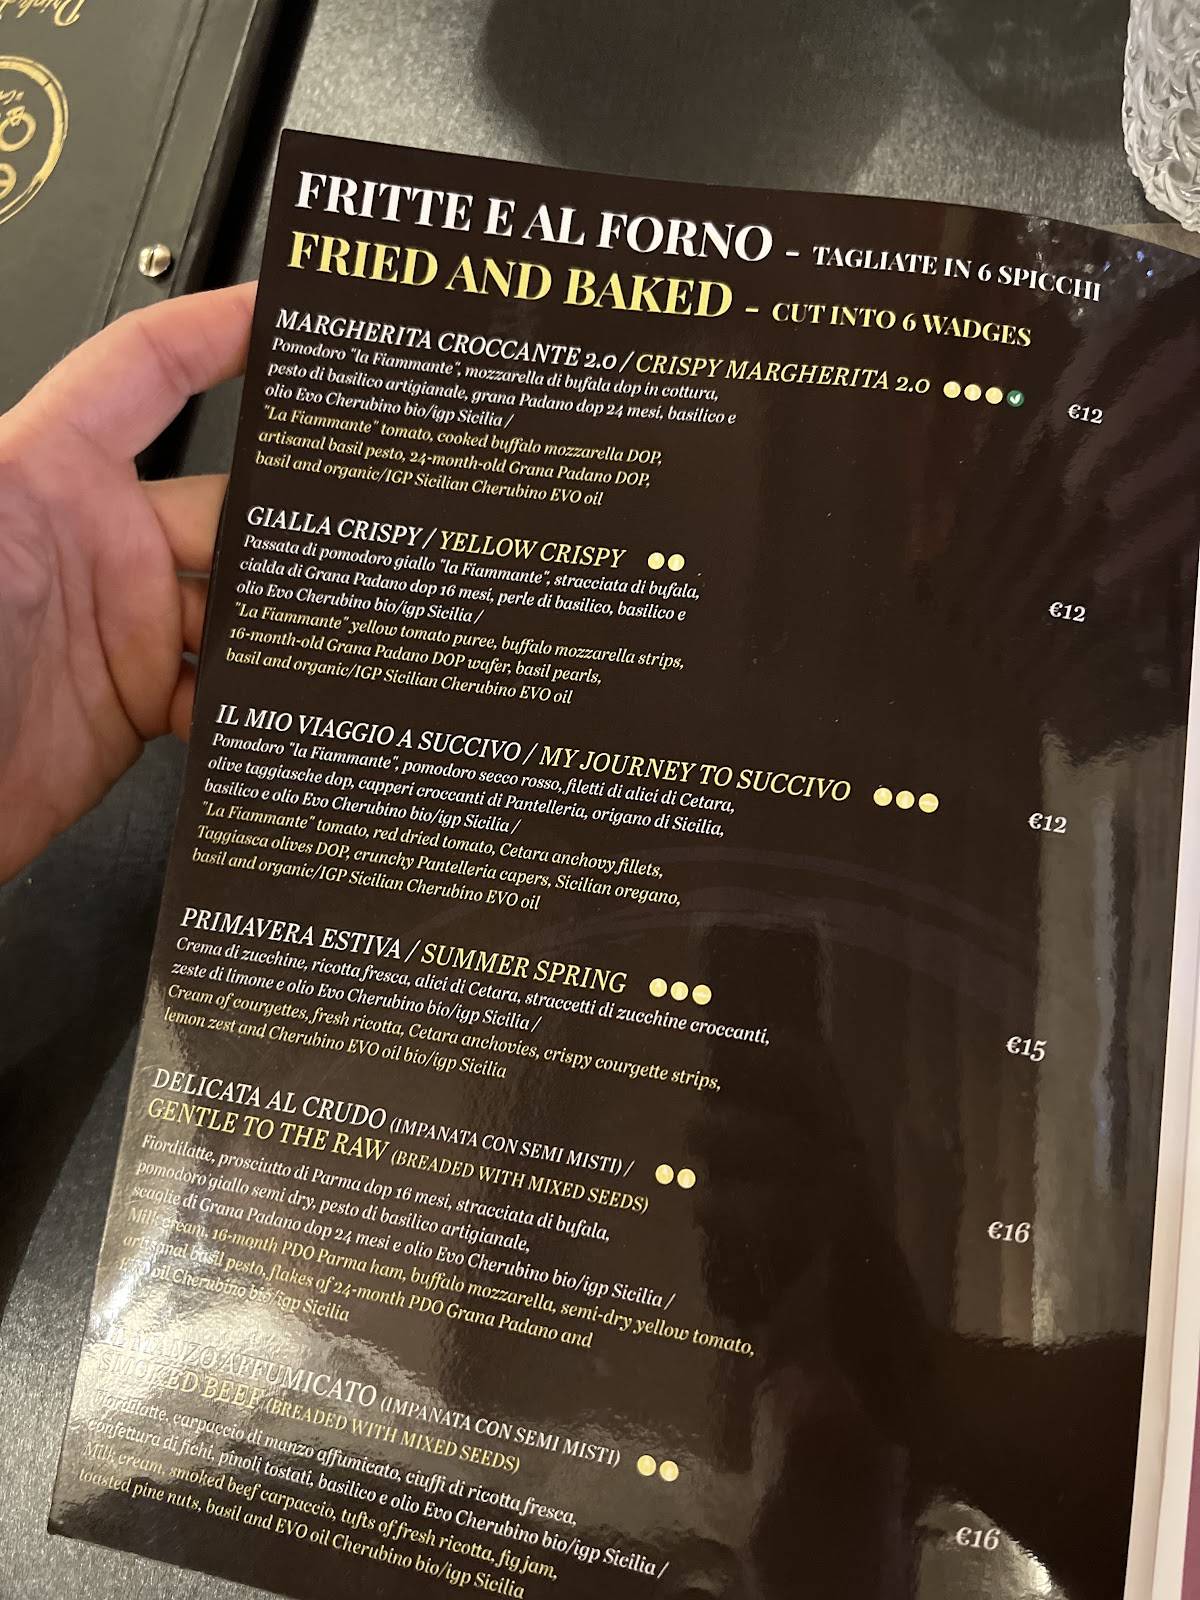 FRITTE E AL FORNO - TAGLIATE IN 6 SPICCHI
FRIED AND BAKED - CUT INTO 6 WADGES
MARGHERITA CROCCANTE 2.0 / CRISPY MARGHERITA 2.0 €12
Pomodoro "la Fiammante", mozzarella di bufala dop in cottura,
pesto di basilico artigianale, grana Padano dop 24 mesi, basilico e
olio Evo Cherubino bio/igp Sicilia /
"La Fiammante" tomato, cooked buffalo mozzarella DOP,
artisanal basil pesto, 24-month-old Grana Padano DOP,
basil and organic/IGP Sicilian Cherubino EVO oil
GIALLA CRISPY / YELLOW CRISPY €12
Passata di pomodoro giallo "la Fiammante", stracciata di bufala,
cialda di Grana Padano dop 16 mesi, perle di basilico, basilico e
olio Evo Cherubino bio/igp Sicilia /
"La Fiammante" yellow tomato puree, buffalo mozzarella strips,
16-month-old Grana Padano DOP wafer, basil pearls,
basil and organic/IGP Sicilian Cherubino EVO oil
IL MIO VIAGGIO A SUCCIVO / MY JOURNEY TO SUCCIVO €12
Pomodoro "la Fiammante", pomodoro secco rosso, filetti di alici di Cetara,
olive taggiasche dop, capperi croccanti di Pantelleria, origano di Sicilia,
basilico e olio Evo Cherubino bio/igp Sicilia /
"La Fiammante" tomato, red dried tomato, Cetara anchovy fillets,
Taggiasca olives DOP, crunchy Pantelleria capers, Sicilian oregano,
basil and organic/IGP Sicilian Cherubino EVO oil
PRIMAVERA ESTIVA / SUMMER SPRING €15
Crema di zucchine, ricotta fresca, alici di Cetara, straccetti di zucchine croccanti,
zeste di limone e olio Evo Cherubino bio/igp Sicilia /
Cream of courgettes, fresh ricotta, Cetara anchovies, crispy courgette strips,
lemon zest and Cherubino EVO oil bio/igp Sicilia
DELICATA AL CRUDO (IMPANATA CON SEMI MISTI) /
GENTLE TO THE RAW (BREADED WITH MIXED SEEDS) €16
Fiordilatte, prosciutto di Parma dop 16 mesi, stracciata di bufala,
pomodoro giallo semi dry, pesto di basilico artigianale,
scaglie di Grana Padano dop 24 mesi e olio Evo Cherubino bio/igp Sicilia /
Milk cream, 16-month PDO Parma ham, buffalo mozzarella, semi-dry yellow tomato,
artisanal basil pesto, flakes of 24-month PDO Grana Padano and
EVO oil Cherubino bio/igp Sicilia
MANZO AFFUMICATO (IMPANATA CON SEMI MISTI)
SMOKED BEEF (BREADED WITH MIXED SEEDS) €16
Fiordilatte, carpaccio di manzo affumicato, ciuffi di ricotta fresca,
confettura di fichi, pinoli tostati, basilico e olio Evo Cherubino bio/igp Sicilia /
Milk cream, smoked beef carpaccio, tufts of fresh ricotta, fig jam,
toasted pine nuts, basil and EVO oil Cherubino bio/igp Sicilia